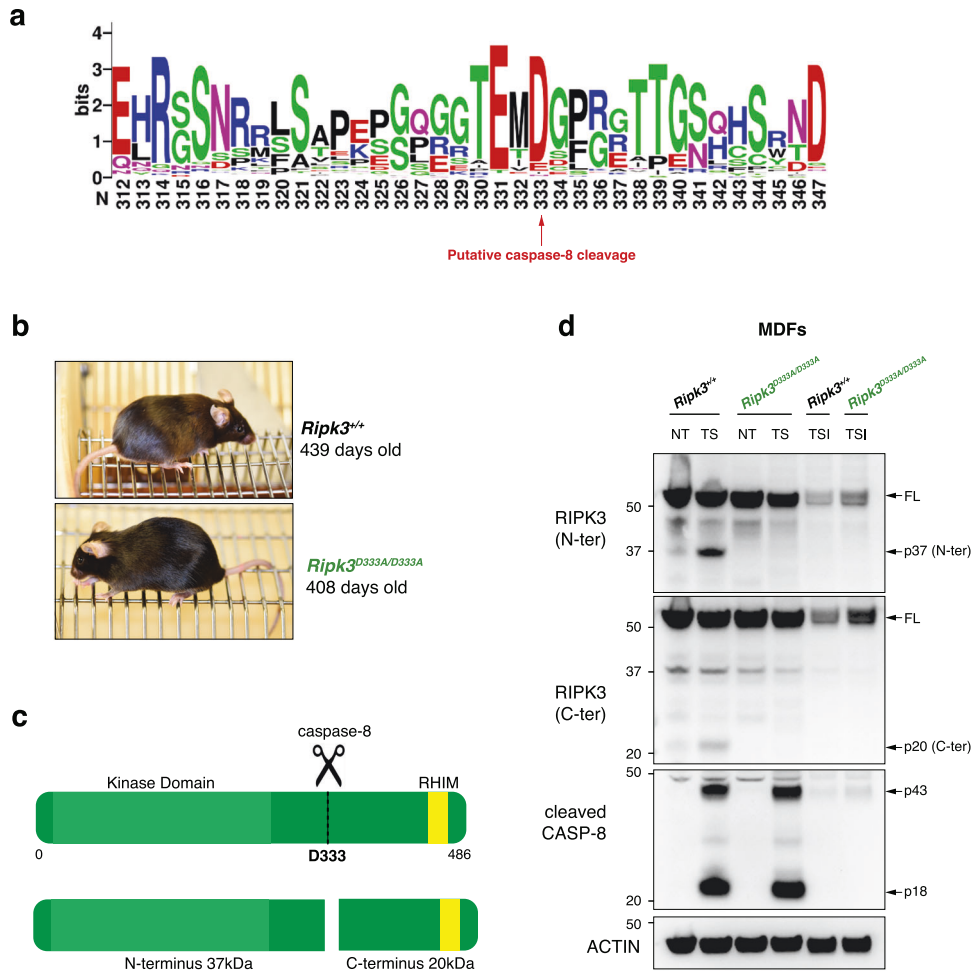 a
bits
4
3
2
1
0
N
312 313 314 315 316 317 318 319 320 321 322 323 324 325 326 327 328 329 330 331 332 333 334 335 336 337 338 339 340 341 342 343 344 345 346 347
Putative caspase-8 cleavage
b
Ripk3+/+
439 days old
Ripk3D333A/D333A
408 days old
c
caspase-8
Kinase Domain
RHIM
0
D333
486
N-terminus 37kDa
C-terminus 20kDa
d
MDFs
Ripk3+/+ Ripk3D333A/D333A Ripk3+/+ Ripk3D333A/D333A
NT TS NT TS TSI TSI
RIPK3
(N-ter)
50
37
FL
p37 (N-ter)
RIPK3
(C-ter)
50
37
20
FL
p20 (C-ter)
cleaved
CASP-8
50
20
p43
p18
ACTIN
50